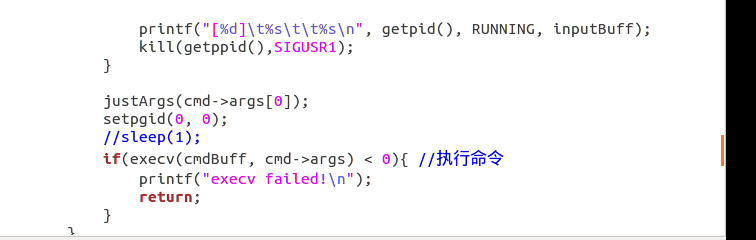 printf("[%d]\t%s\t\t%s\n", getpid(), RUNNING, inputBuff);
kill(getppid(),SIGUSR1);
}
justArgs(cmd->args[0]);
setpgid(0, 0);
//sleep(1);
if(execv(cmdBuff, cmd->args) < 0){ //执行命令
printf("execv failed!\n");
return;
}
}